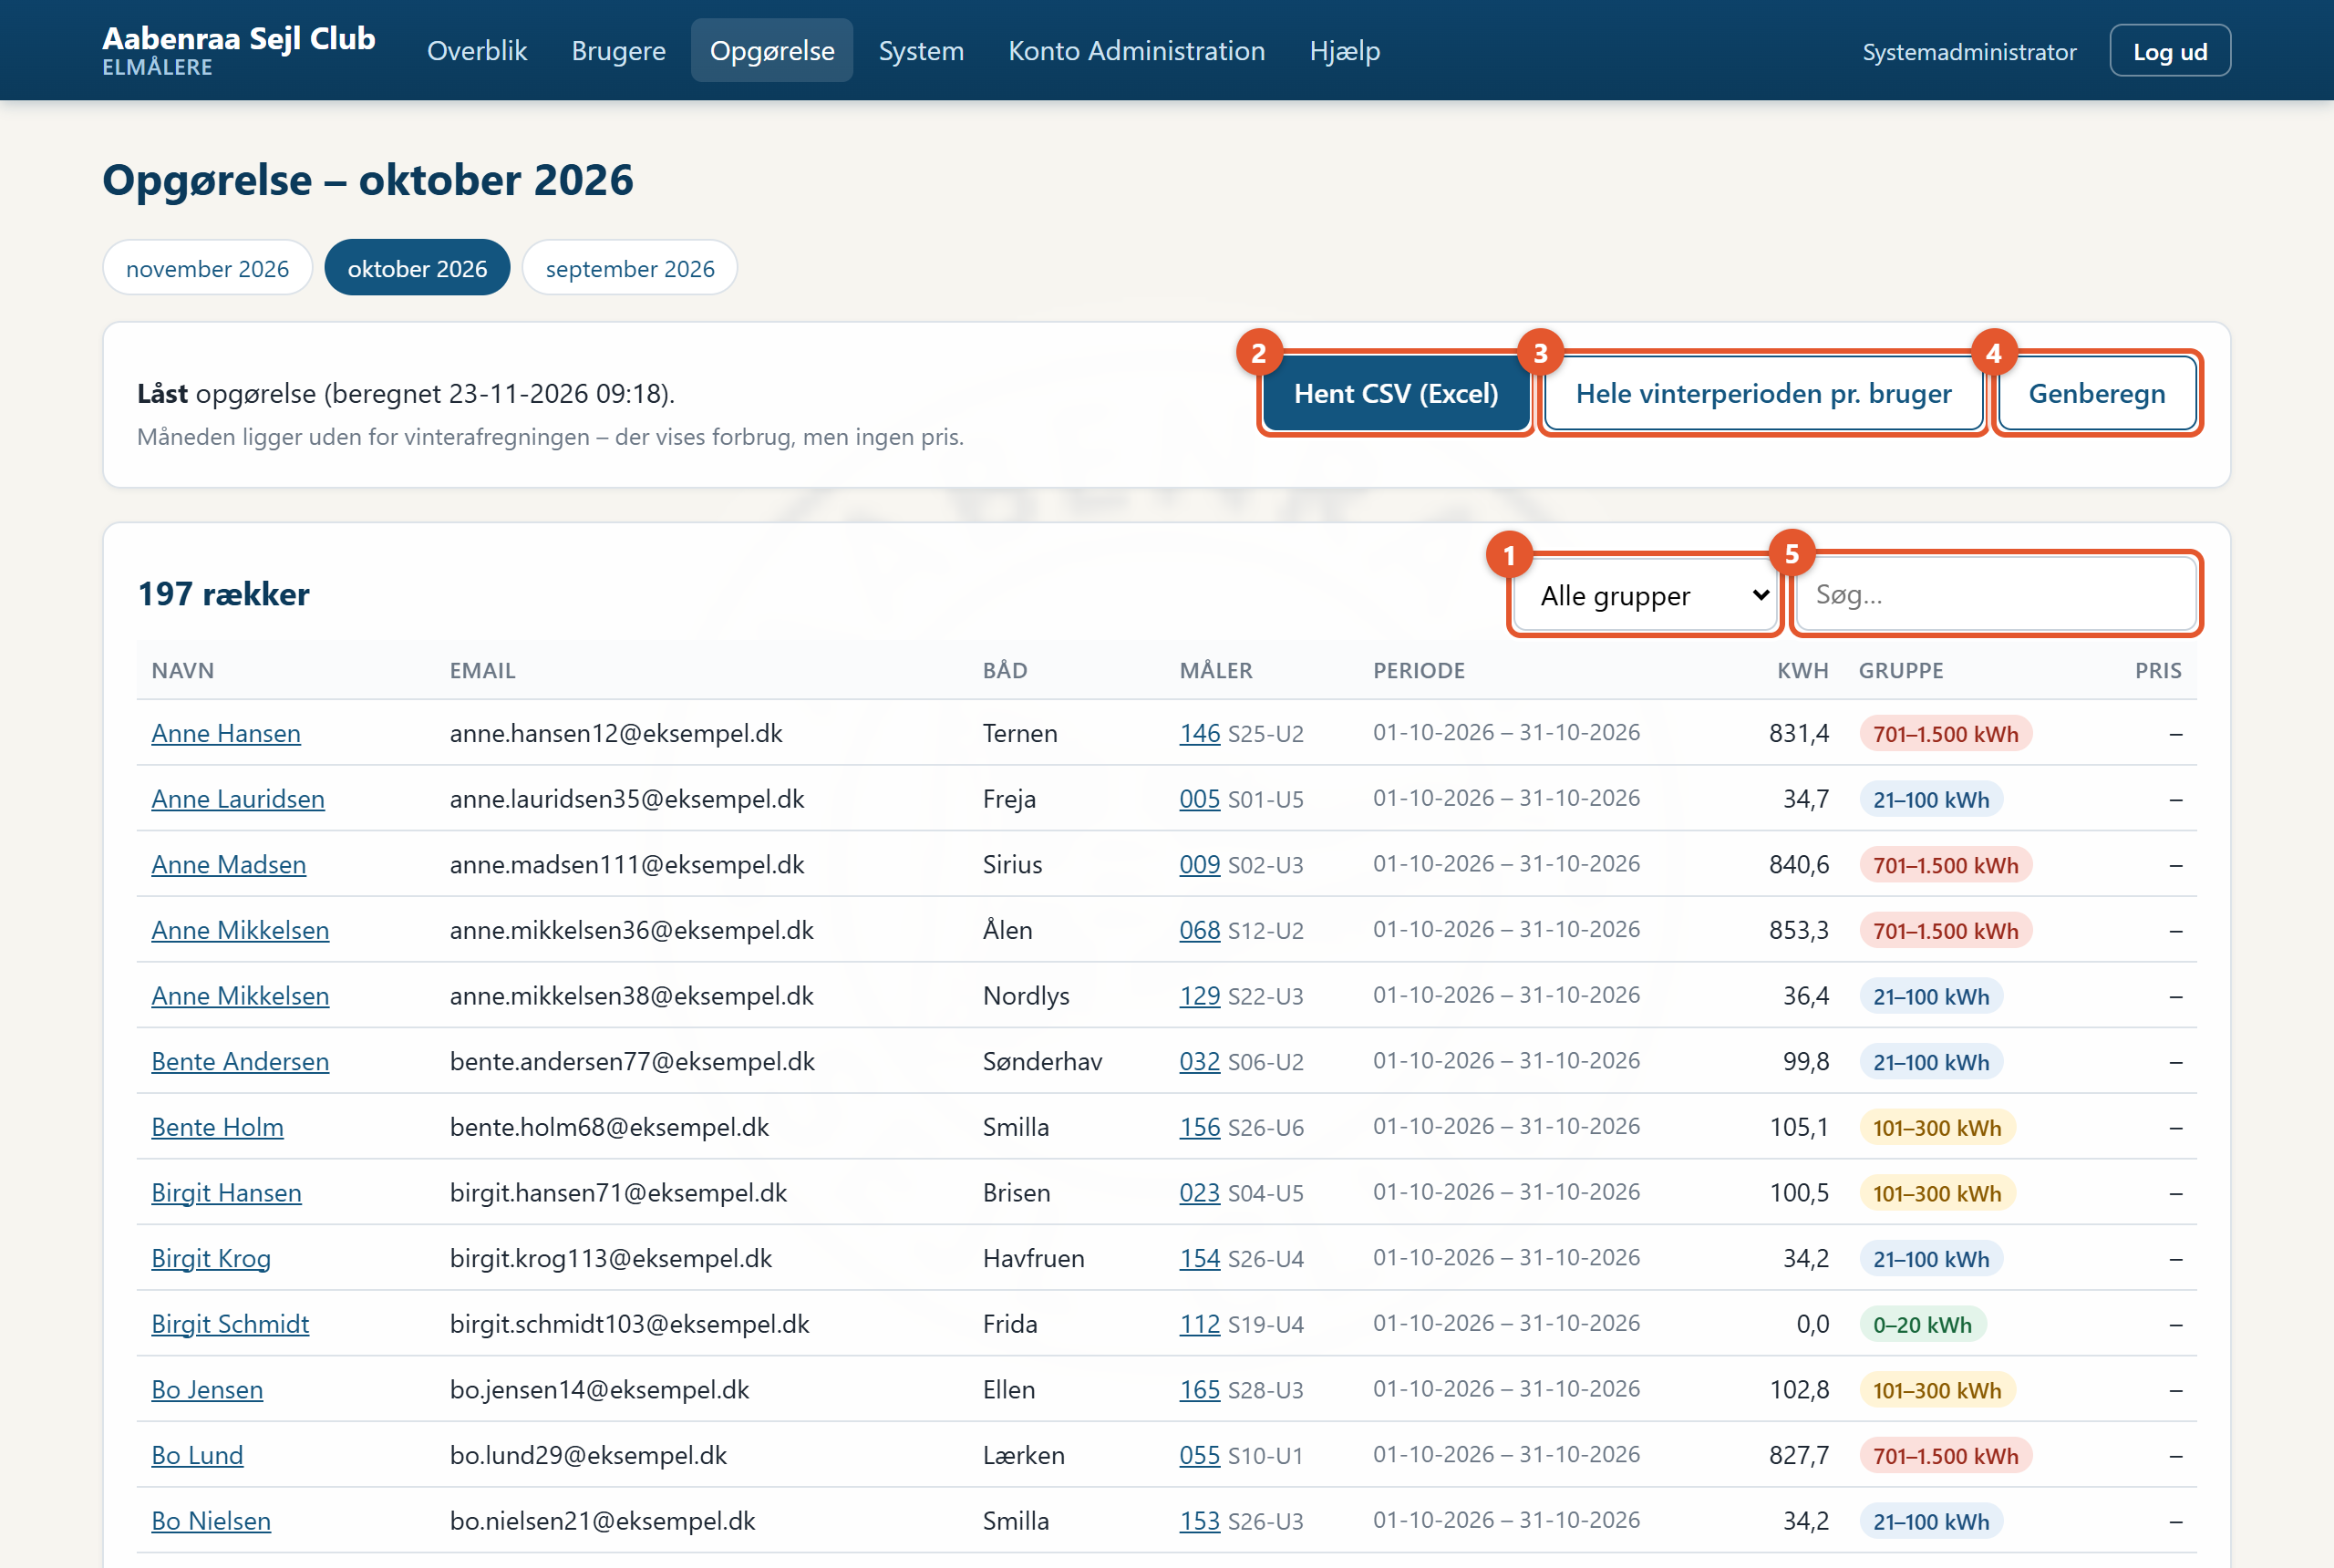 Aabenraa Sejl Club
ELMÅLERE
Overblik Brugere Opgørelse System Konto Administration Hjælp
Systemadministrator Log ud
Opgørelse – oktober 2026
november 2026 oktober 2026 september 2026
2 3 4
Låst opgørelse (beregnet 23-11-2026 09:18). Hent CSV (Excel) Hele vinterperioden pr. bruger Genberegn
Måneden ligger uden for vinterafregningen – der vises forbrug, men ingen pris.
1 5
197 rækker Alle grupper Søg...
NAVN EMAIL BÅD MÅLER PERIODE KWH GRUPPE PRIS
Anne Hansen anne.hansen12@eksempel.dk Ternen 146 S25-U2 01-10-2026 – 31-10-2026 831,4 701–1.500 kWh –
Anne Lauridsen anne.lauridsen35@eksempel.dk Freja 005 S01-U5 01-10-2026 – 31-10-2026 34,7 21–100 kWh –
Anne Madsen anne.madsen111@eksempel.dk Sirius 009 S02-U3 01-10-2026 – 31-10-2026 840,6 701–1.500 kWh –
Anne Mikkelsen anne.mikkelsen36@eksempel.dk Ålen 068 S12-U2 01-10-2026 – 31-10-2026 853,3 701–1.500 kWh –
Anne Mikkelsen anne.mikkelsen38@eksempel.dk Nordlys 129 S22-U3 01-10-2026 – 31-10-2026 36,4 21–100 kWh –
Bente Andersen bente.andersen77@eksempel.dk Sønderhav 032 S06-U2 01-10-2026 – 31-10-2026 99,8 21–100 kWh –
Bente Holm bente.holm68@eksempel.dk Smilla 156 S26-U6 01-10-2026 – 31-10-2026 105,1 101–300 kWh –
Birgit Hansen birgit.hansen71@eksempel.dk Brisen 023 S04-U5 01-10-2026 – 31-10-2026 100,5 101–300 kWh –
Birgit Krog birgit.krog113@eksempel.dk Havfruen 154 S26-U4 01-10-2026 – 31-10-2026 34,2 21–100 kWh –
Birgit Schmidt birgit.schmidt103@eksempel.dk Frida 112 S19-U4 01-10-2026 – 31-10-2026 0,0 0–20 kWh –
Bo Jensen bo.jensen14@eksempel.dk Ellen 165 S28-U3 01-10-2026 – 31-10-2026 102,8 101–300 kWh –
Bo Lund bo.lund29@eksempel.dk Lærken 055 S10-U1 01-10-2026 – 31-10-2026 827,7 701–1.500 kWh –
Bo Nielsen bo.nielsen21@eksempel.dk Smilla 153 S26-U3 01-10-2026 – 31-10-2026 34,2 21–100 kWh –